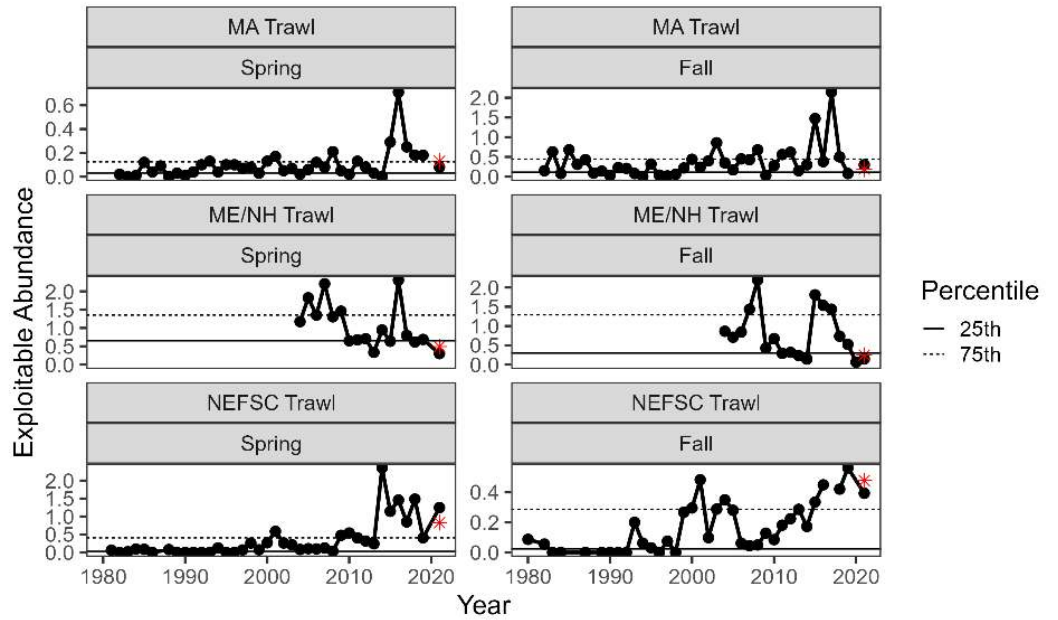 MA Trawl
Spring
0.6
0.4
0.2
0.0
MA Trawl
Fall
2.0
1.5
1.0
0.5
0.0
ME/NH Trawl
Spring
2.0
1.5
1.0
0.5
0.0
ME/NH Trawl
Fall
2.0
1.5
1.0
0.5
0.0
NEFSC Trawl
Spring
2.0
1.5
1.0
0.5
0.0
NEFSC Trawl
Fall
0.4
0.2
0.0
1980 1990 2000 2010 2020
1980 1990 2000 2010 2020
Exploitable Abundance
Year
Percentile
25th
75th